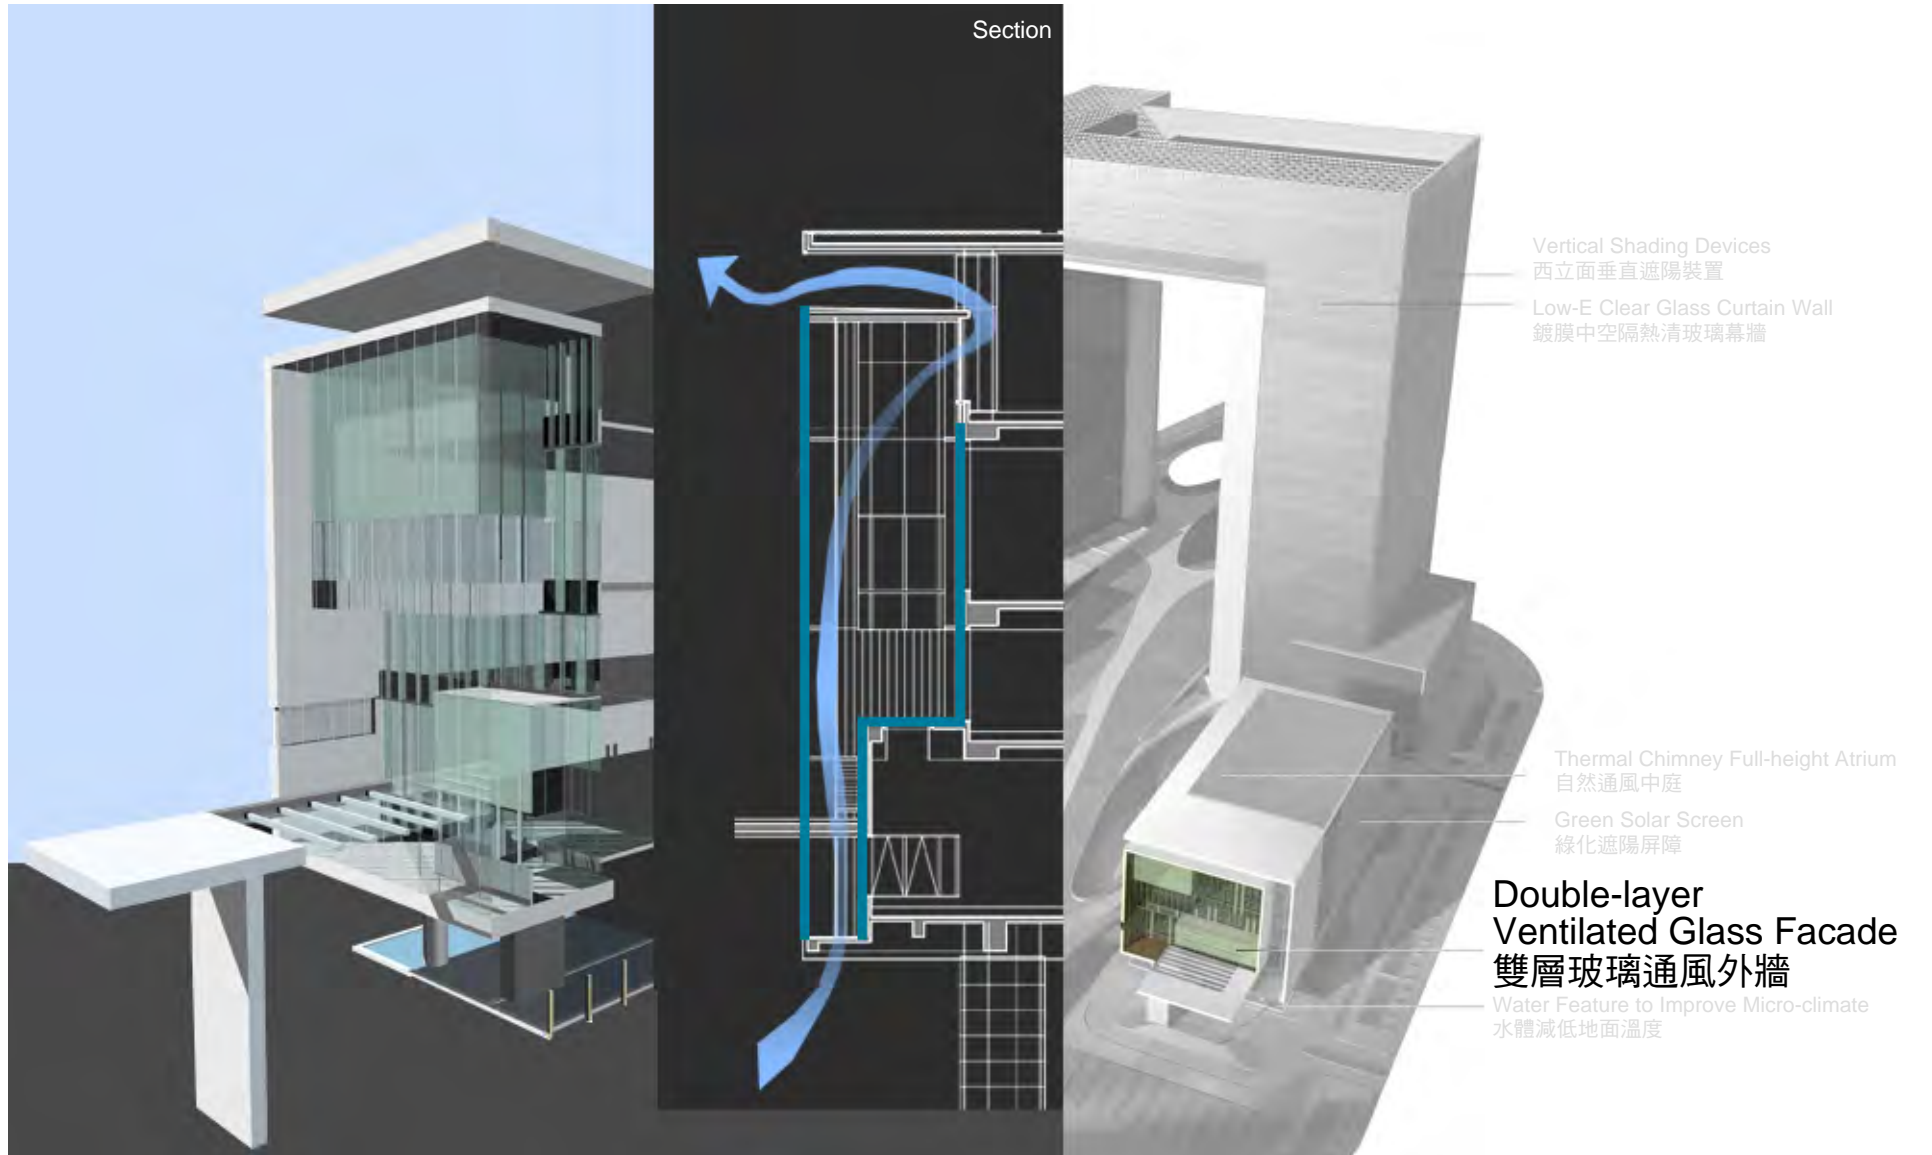 Section
Vertical Shading Devices
西立面垂直遮陽裝置
Low-E Clear Glass Curtain Wall
鍍膜中空隔熱清玻璃幕牆
Thermal Chimney Full-height Atrium
自然通風中庭
Green Solar Screen
綠化遮陽屏障
Double-layer
Ventilated Glass Facade
雙層玻璃通風外牆
Water Feature to Improve Micro-climate
水體減低地面溫度